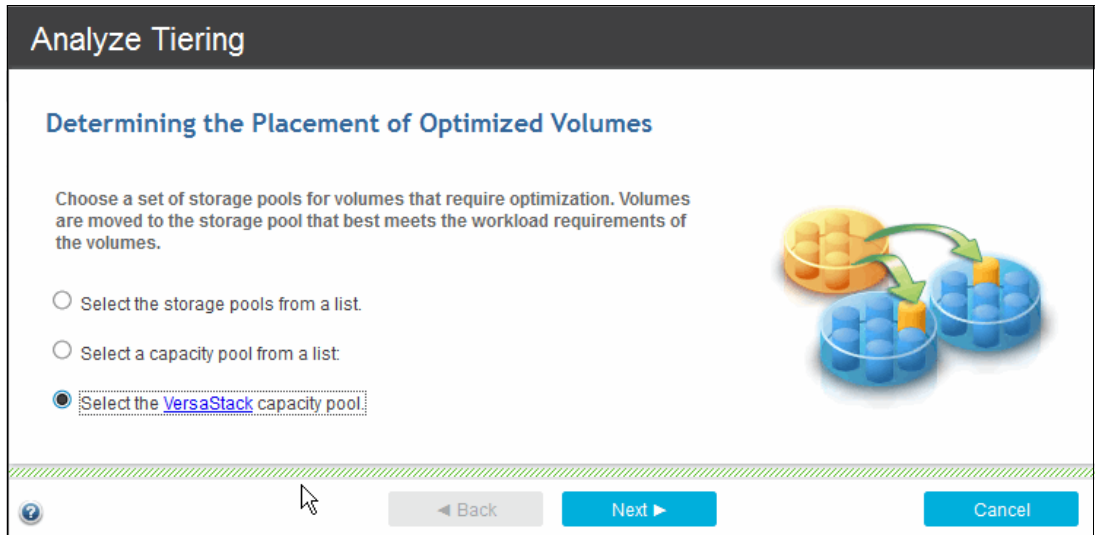 Analyze Tiering
Determining the Placement of Optimized Volumes
Choose a set of storage pools for volumes that require optimization. Volumes
are moved to the storage pool that best meets the workload requirements of
the volumes.
Select the storage pools from a list.
Select a capacity pool from a list:
Select the VersaStack capacity pool.
?
◄ Back
Next ►
Cancel